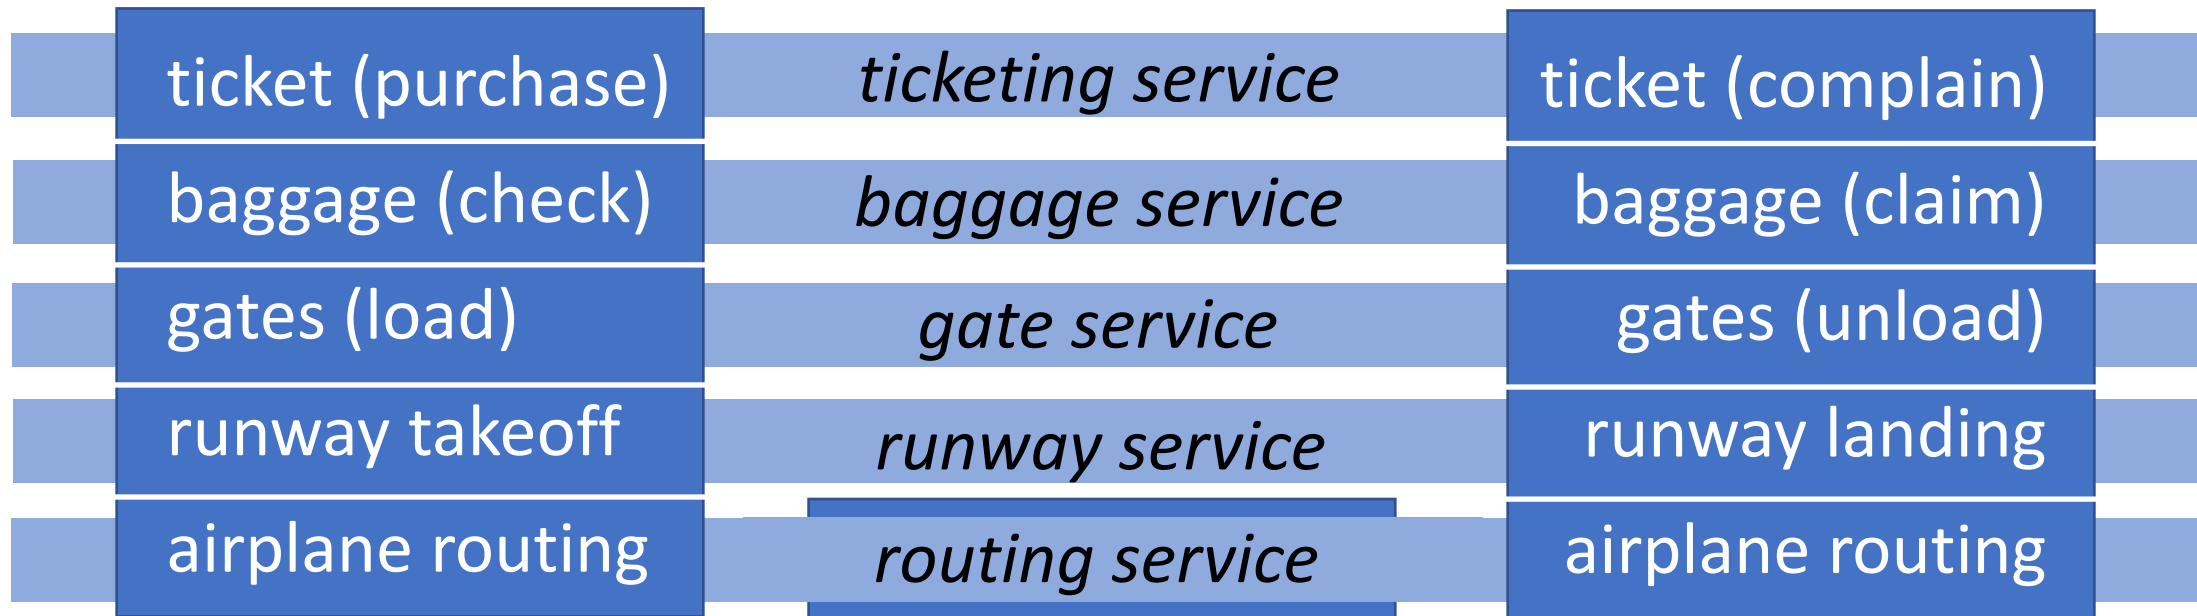 ticket (purchase) ticketing service ticket (complain)
baggage (check) baggage service baggage (claim)
gates (load) gate service gates (unload)
runway takeoff runway service runway landing
airplane routing routing service airplane routing